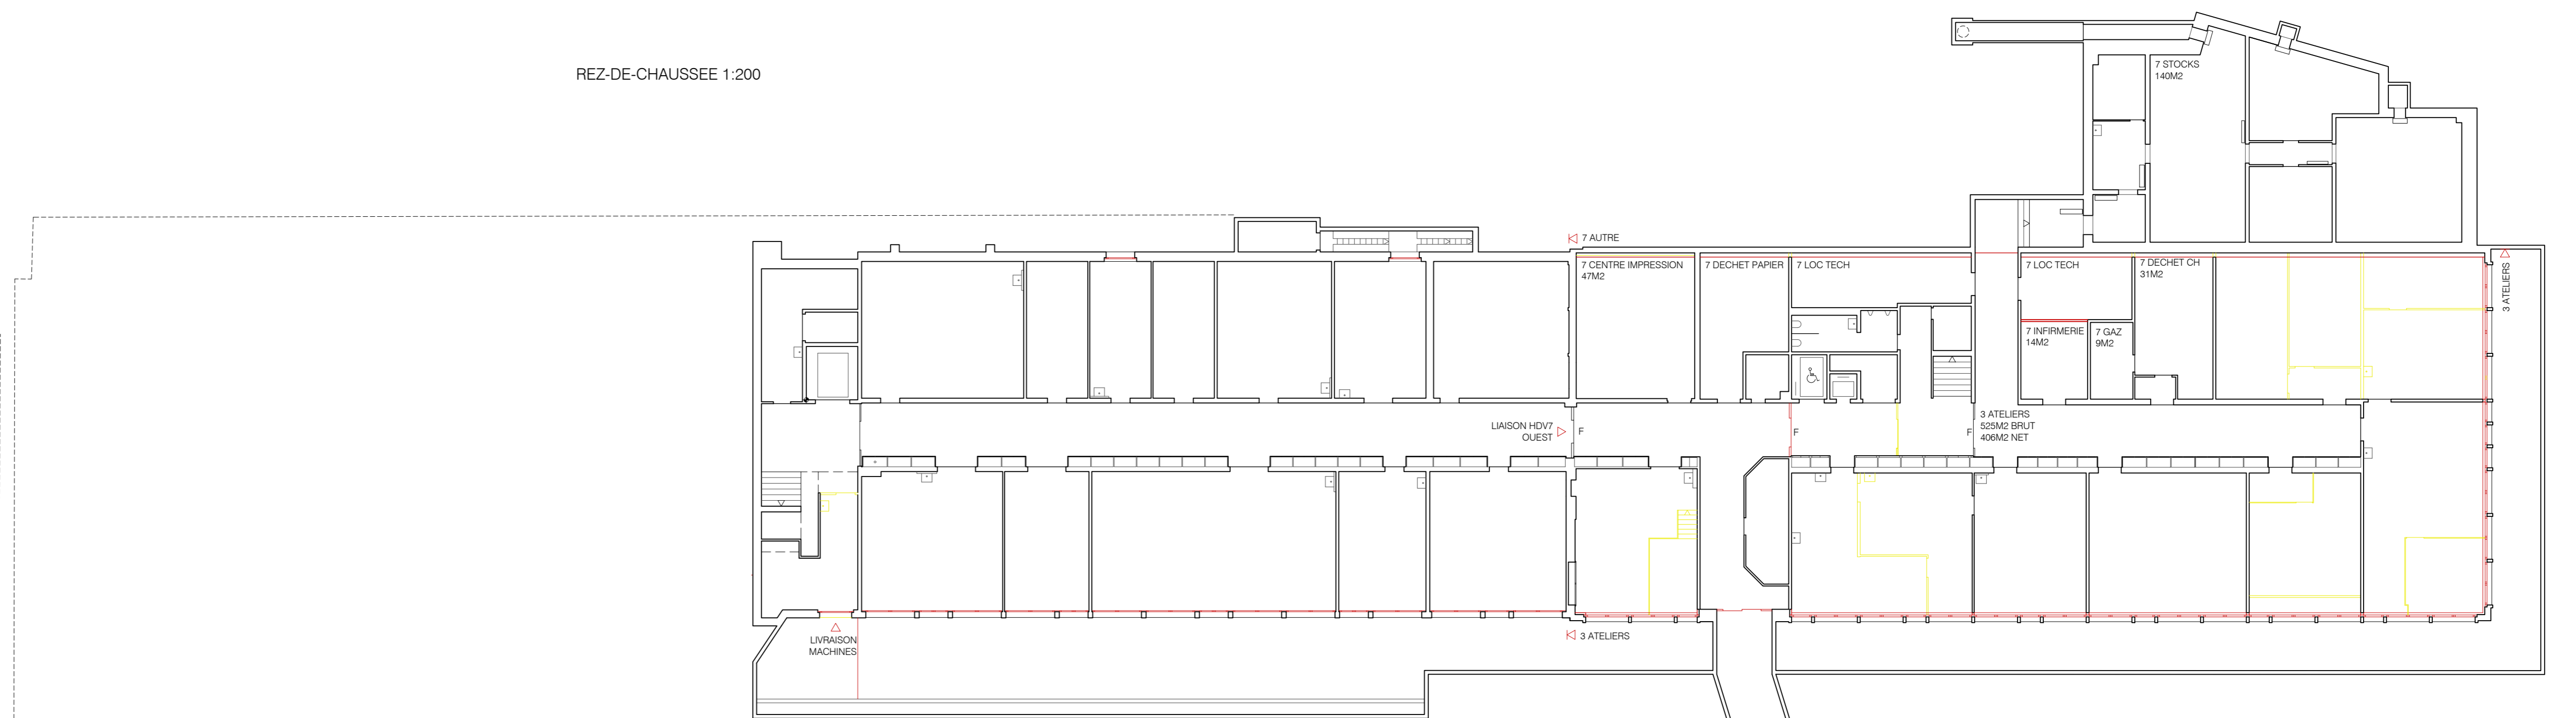 REZ-DE-CHAUSSEE 1:200
7 STOCKS
140M2
7 AUTRE
7 CENTRE IMPRESSION
47M2
7 DECHET PAPIER
7 LOC TECH
7 LOC TECH
7 DECHET CH
31M2
3 ATELIERS
7 INFIRMERIE
14M2
7 GAZ
9M2
LIAISON HDV7
OUEST
F
F
F
3 ATELIERS
525M2 BRUT
406M2 NET
LIVRAISON
MACHINES
3 ATELIERS